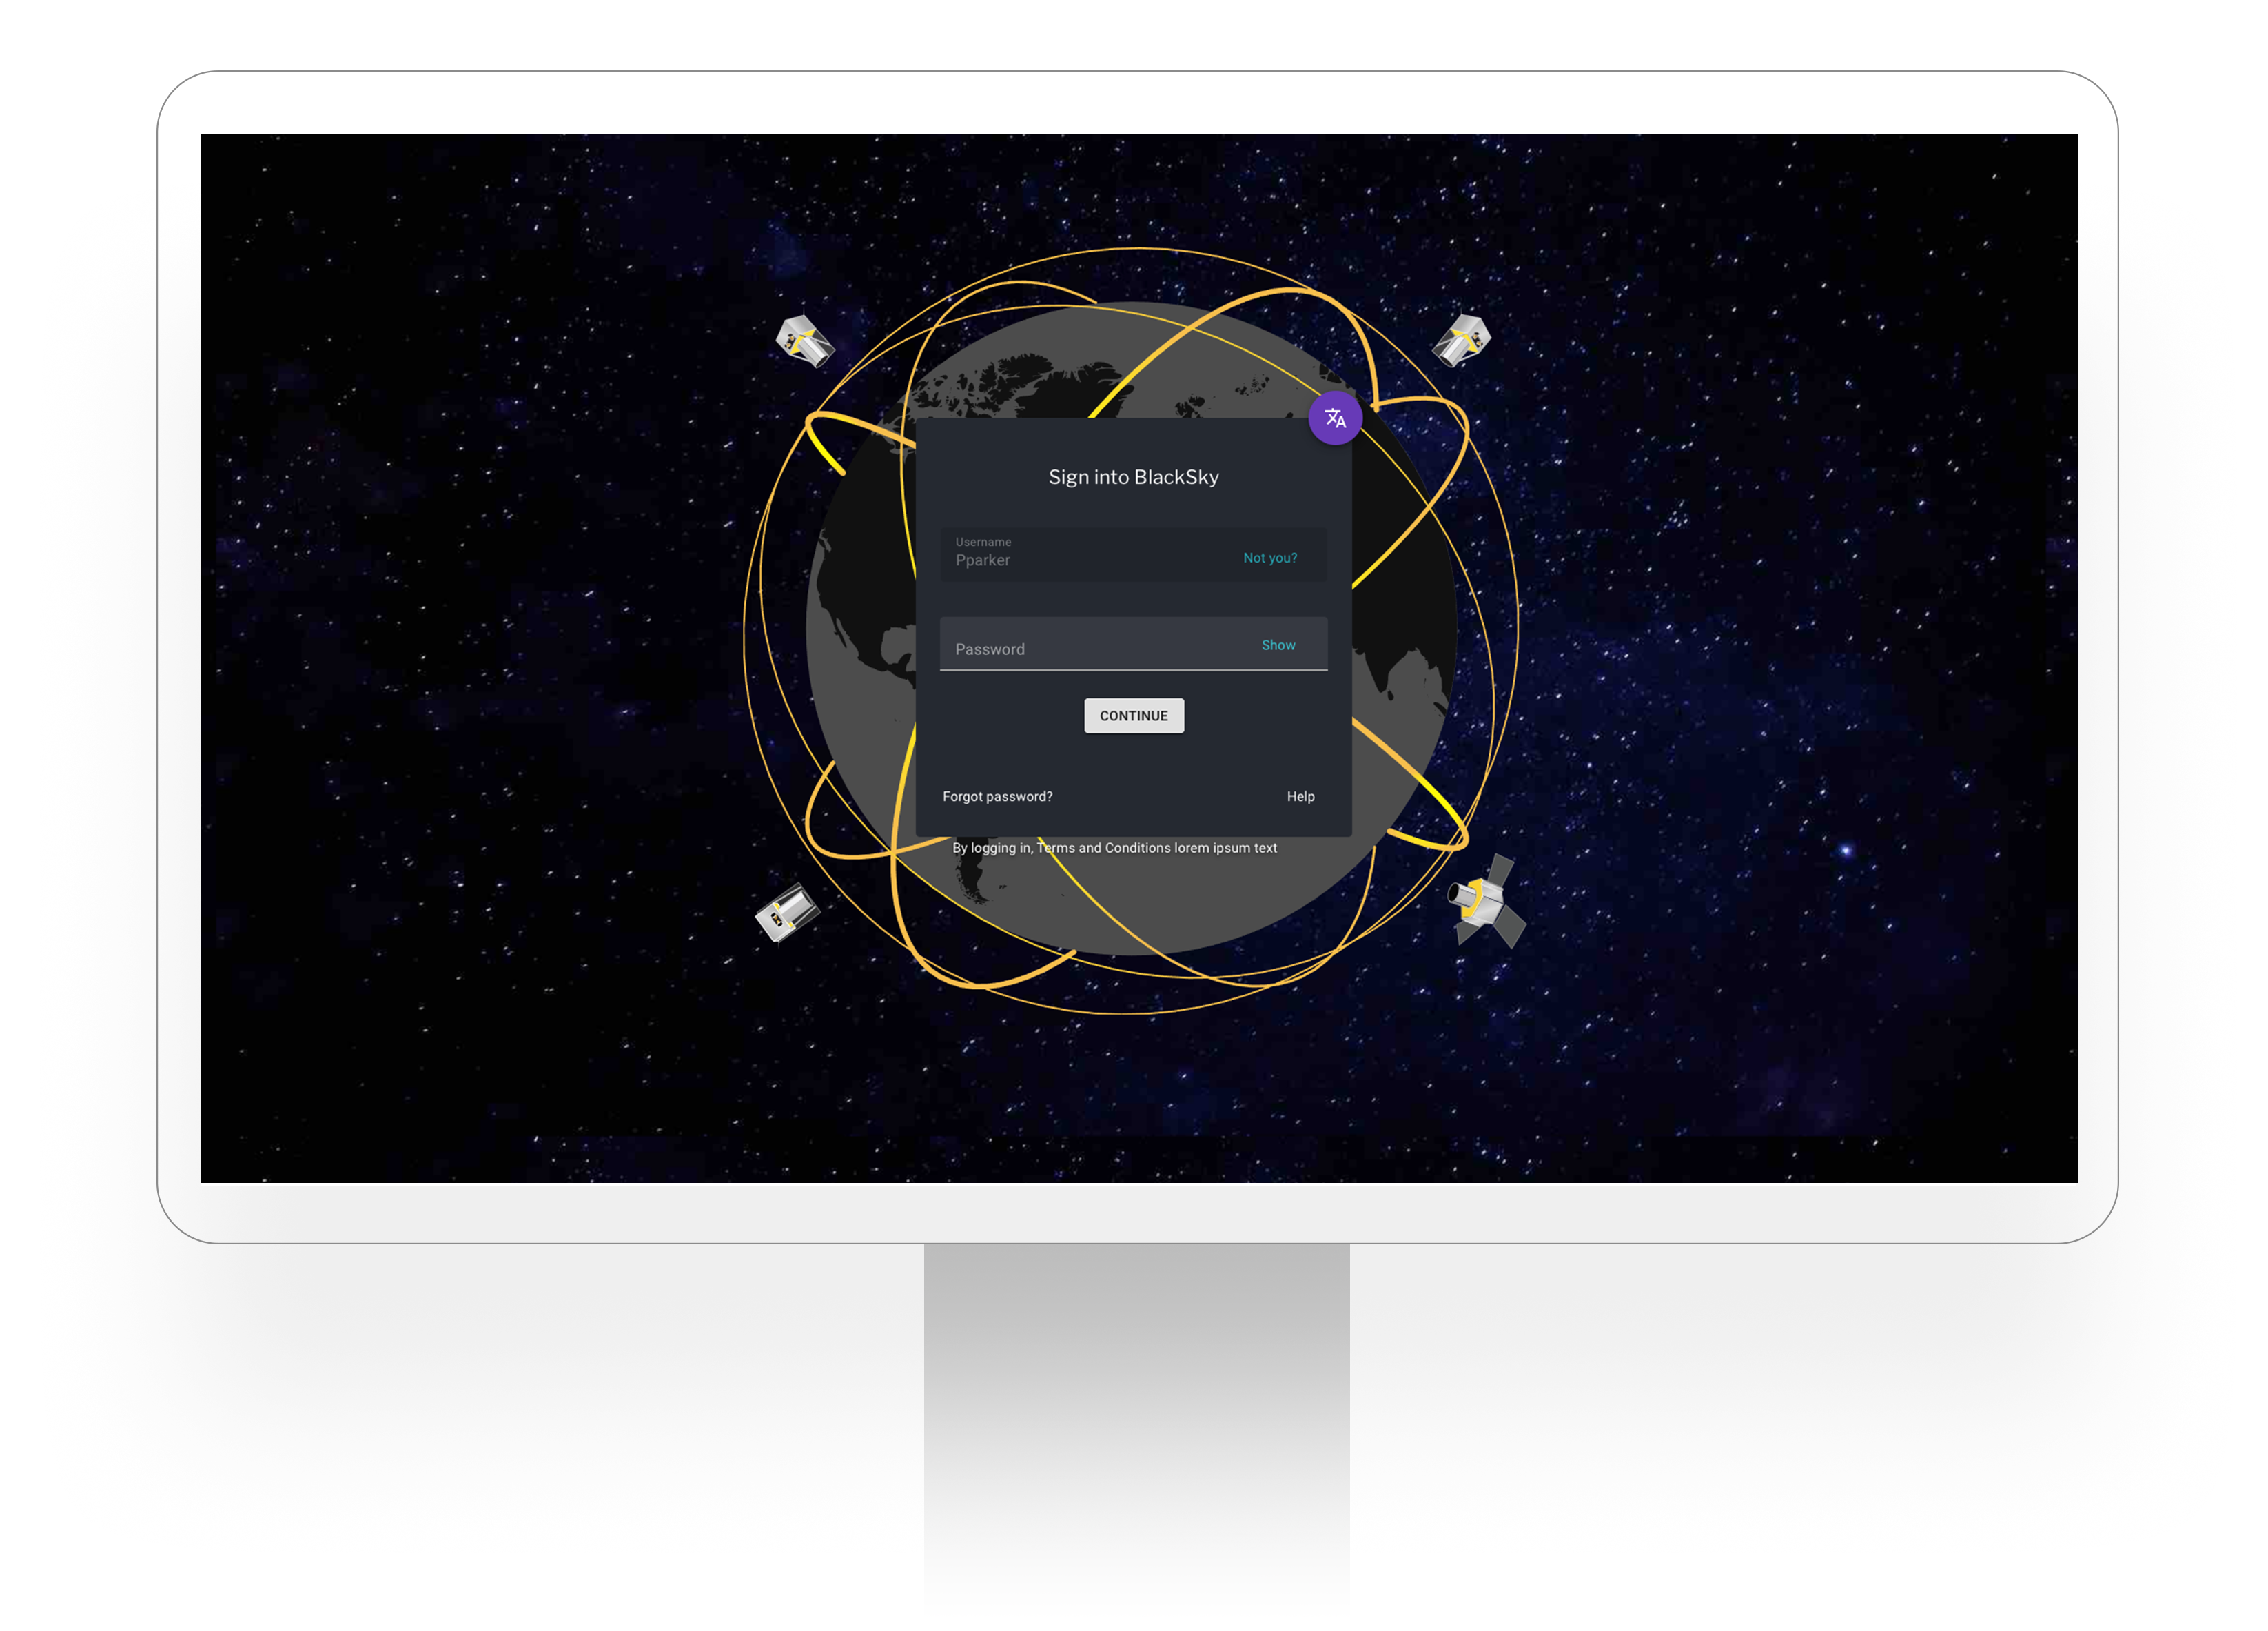 Sign into BlackSky
Username
Pparker
Not you?
Password
Show
CONTINUE
Forgot password?
Help
By logging in, Terms and Conditions lorem ipsum text